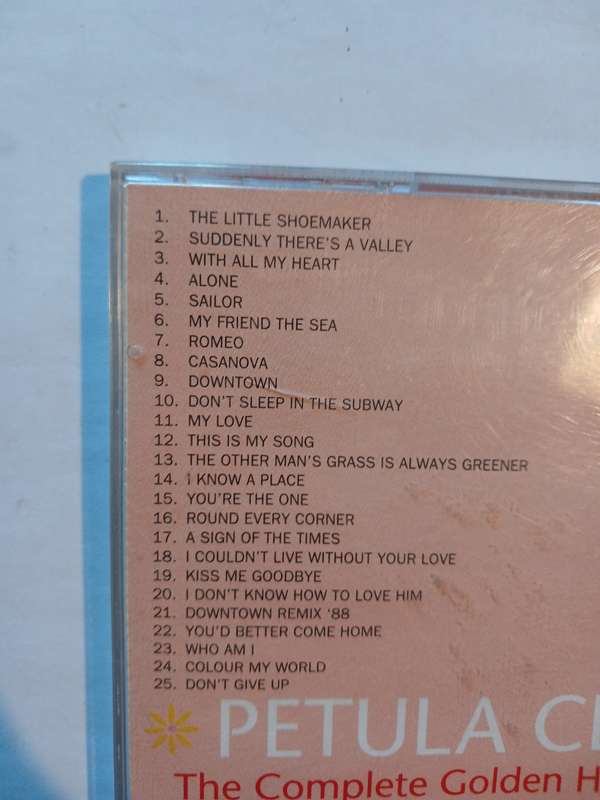 1. THE LITTLE SHOEMAKER
2. SUDDENLY THERE'S A VALLEY
3. WITH ALL MY HEART
4. ALONE
5. SAILOR
6. MY FRIEND THE SEA
7. ROMEO
8. CASANOVA
9. DOWNTOWN
10. DON'T SLEEP IN THE SUBWAY
11. MY LOVE
12. THIS IS MY SONG
13. THE OTHER MAN'S GRASS IS ALWAYS GREENER
14. I KNOW A PLACE
15. YOU'RE THE ONE
16. ROUND EVERY CORNER
17. A SIGN OF THE TIMES
18. I COULDN'T LIVE WITHOUT YOUR LOVE
19. KISS ME GOODBYE
20. I DON'T KNOW HOW TO LOVE HIM
21. DOWNTOWN REMIX '88
22. YOU'D BETTER COME HOME
23. WHO AM I
24. COLOUR MY WORLD
25. DON'T GIVE UP
PETULA
The Complete Golden